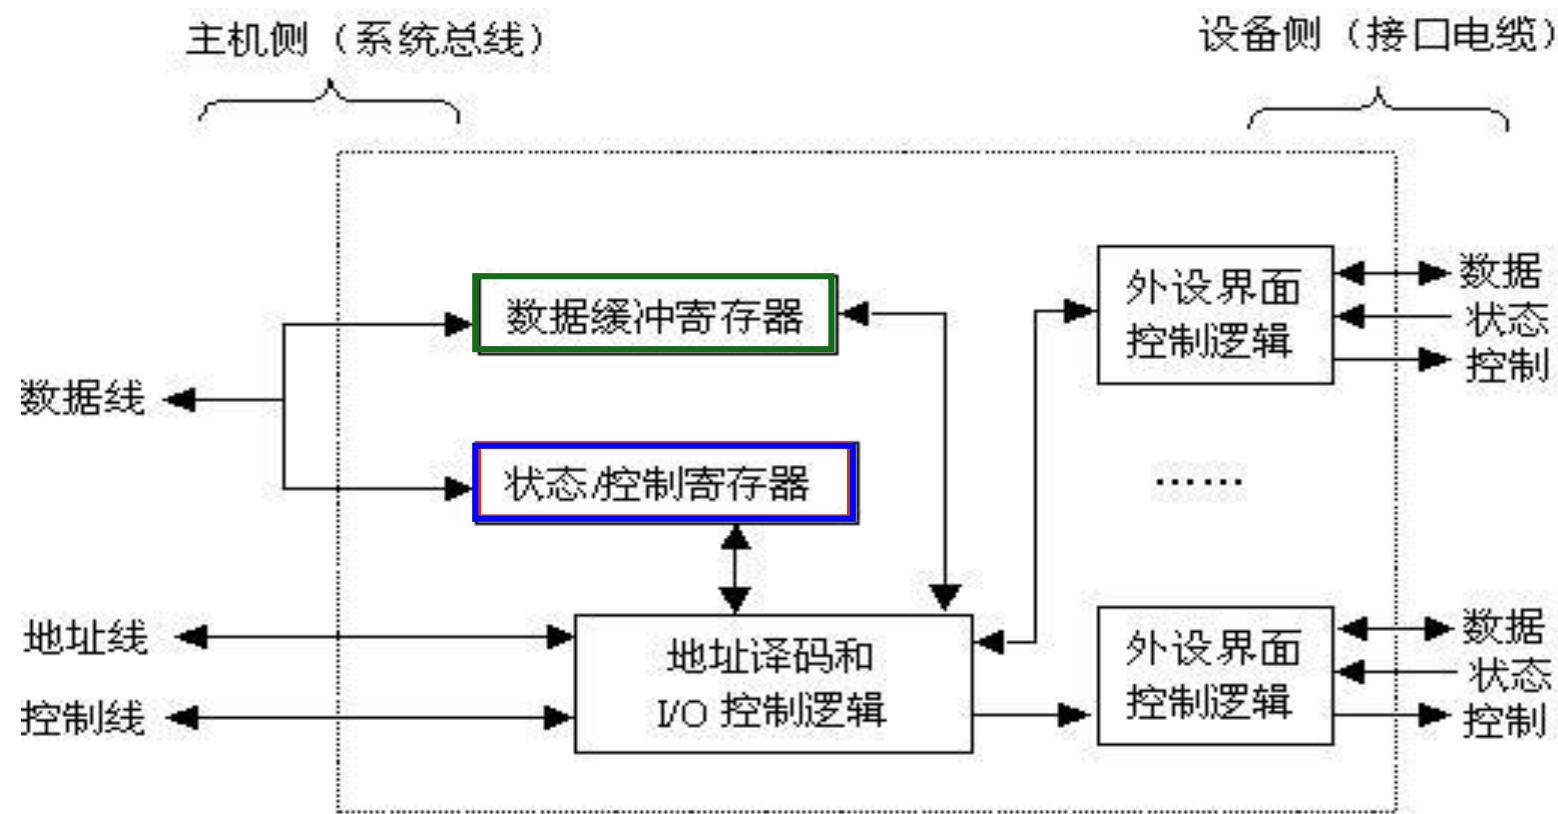 主机侧（系统总线）
设备侧（接口电缆）
数据缓冲寄存器
外设界面
控制逻辑
数据
状态
控制
数据线
状态/控制寄存器
……
地址线
控制线
地址译码和
I/O 控制逻辑
外设界面
控制逻辑
数据
状态
控制